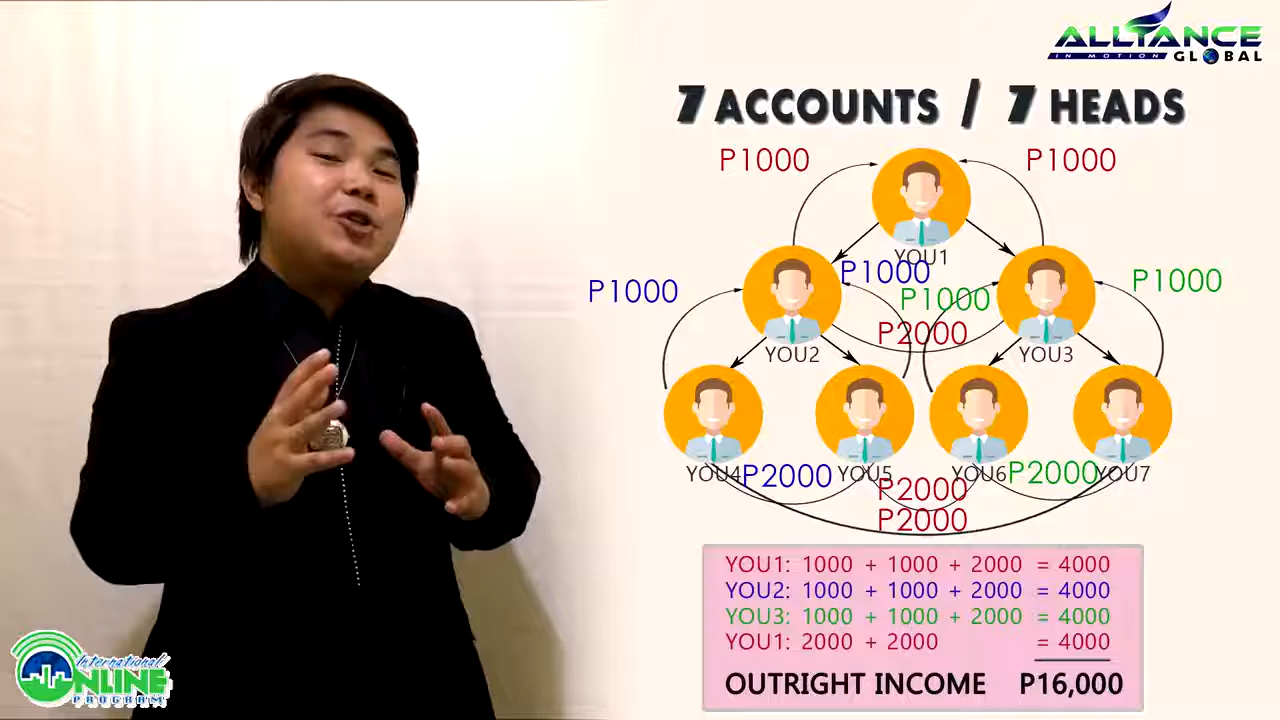 ALLIANCE
IN MOTION GLOBAL
7 ACCOUNTS / 7 HEADS
P1000 P1000
YOU1
P1000 P1000 P1000
P1000
P2000
YOU2 YOU3
YOU4 P2000 YOU5 YOU6 P2000 YOU7
P2000
P2000
YOU1: 1000 + 1000 + 2000 = 4000
YOU2: 1000 + 1000 + 2000 = 4000
YOU3: 1000 + 1000 + 2000 = 4000
YOU1: 2000 + 2000 = 4000
OUTRIGHT INCOME P16,000
International
ONLINE
PROGRAM